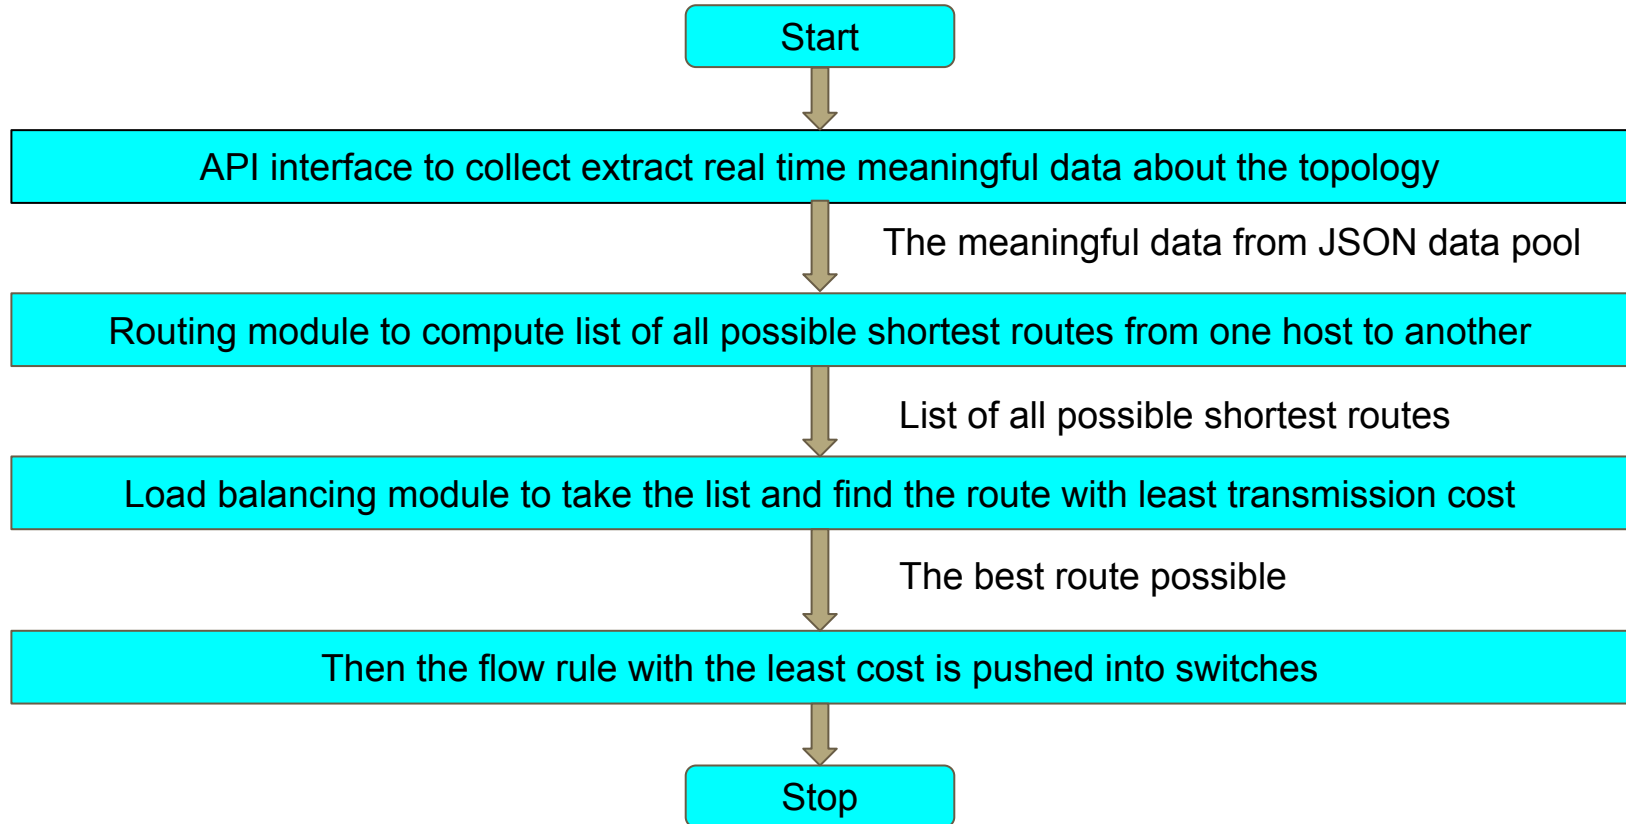 Start
API interface to collect extract real time meaningful data about the topology
The meaningful data from JSON data pool
Routing module to compute list of all possible shortest routes from one host to another
List of all possible shortest routes
Load balancing module to take the list and find the route with least transmission cost
The best route possible
Then the flow rule with the least cost is pushed into switches
Stop